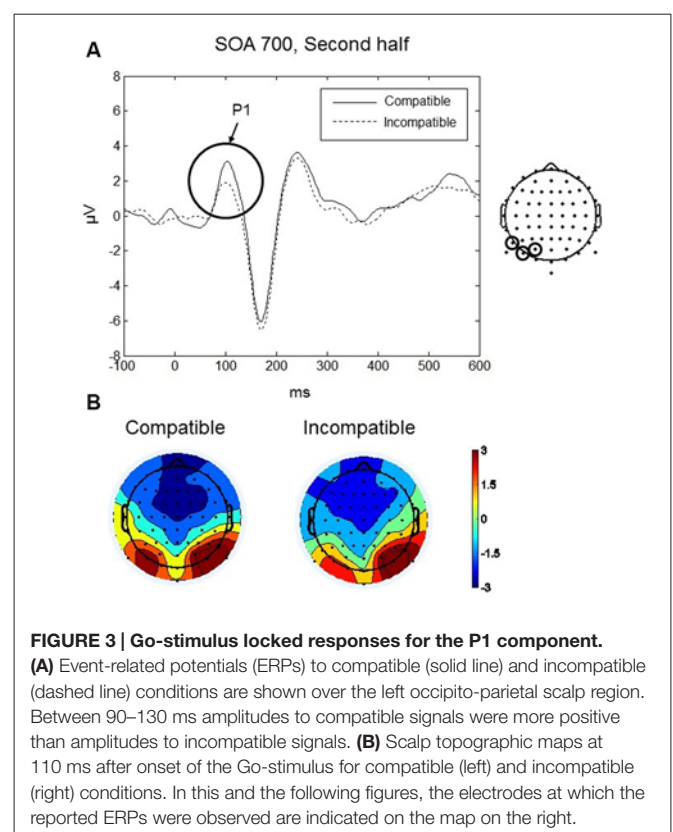 A
SOA 700, Second half
8
6
4
2
0
-2
-4
-6
-8
µV
P1
Compatible
Incompatible
-100 0 100 200 300 400 500 600
ms
B
Compatible Incompatible
3
1.5
0
-1.5
-3
FIGURE 3 | Go-stimulus locked responses for the P1 component.
(A) Event-related potentials (ERPs) to compatible (solid line) and incompatible
(dashed line) conditions are shown over the left occipito-parietal scalp region.
Between 90–130 ms amplitudes to compatible signals were more positive
than amplitudes to incompatible signals. (B) Scalp topographic maps at
110 ms after onset of the Go-stimulus for compatible (left) and incompatible
(right) conditions. In this and the following figures, the electrodes at which the
reported ERPs were observed are indicated on the map on the right.